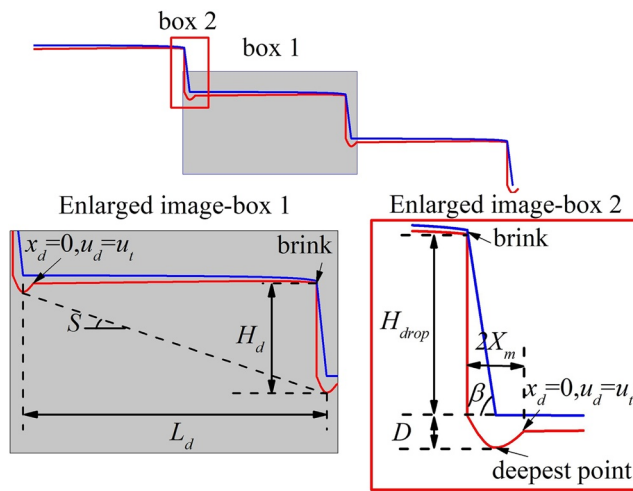 box 2
box 1
Enlarged image-box 1
x_d=0,u_d=u_t
brink
S
H_d
L_d
Enlarged image-box 2
brink
H_drop
2X_m
x_d=0,u_d=u_t
β
D
deepest point